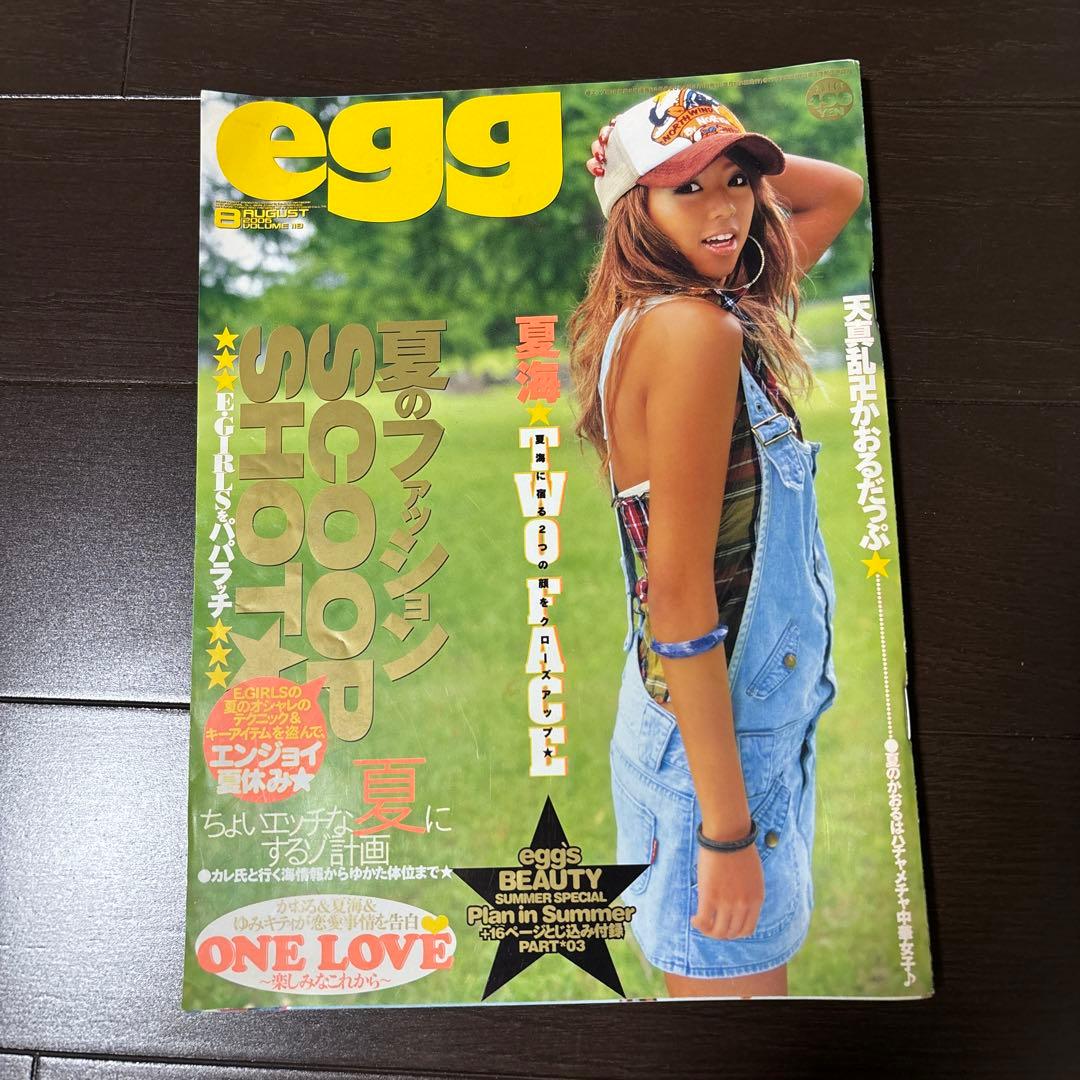 egg
8 AUGUST
2006
VOLUME 119
NORTH WIND
夏のファッション
SCOOP
SHOT★
★★★E.GIRLSをパパラッチ★★★
E.GIRLSの
夏のオシャレの
テクニック&
キーアイテムを盗んで、
エンジョイ
夏休み★
夏海★TWO FACE
夏海に宿る2つの顔をクローズアップ★
天真乱卍かおるだっぷ★
●夏のかおるはハチャメチャ中華女子♪
ちょいエッチな夏に
するゾ計画
●カレ氏と行く海情報からゆかた体位まで★
egg's
BEAUTY
SUMMER SPECIAL
Plan in Summer
+16ページとじ込み付録
PART*03
かおる&夏海&
ゆみキティが恋愛事情を告白
ONE LOVE
～楽しみなこれから～